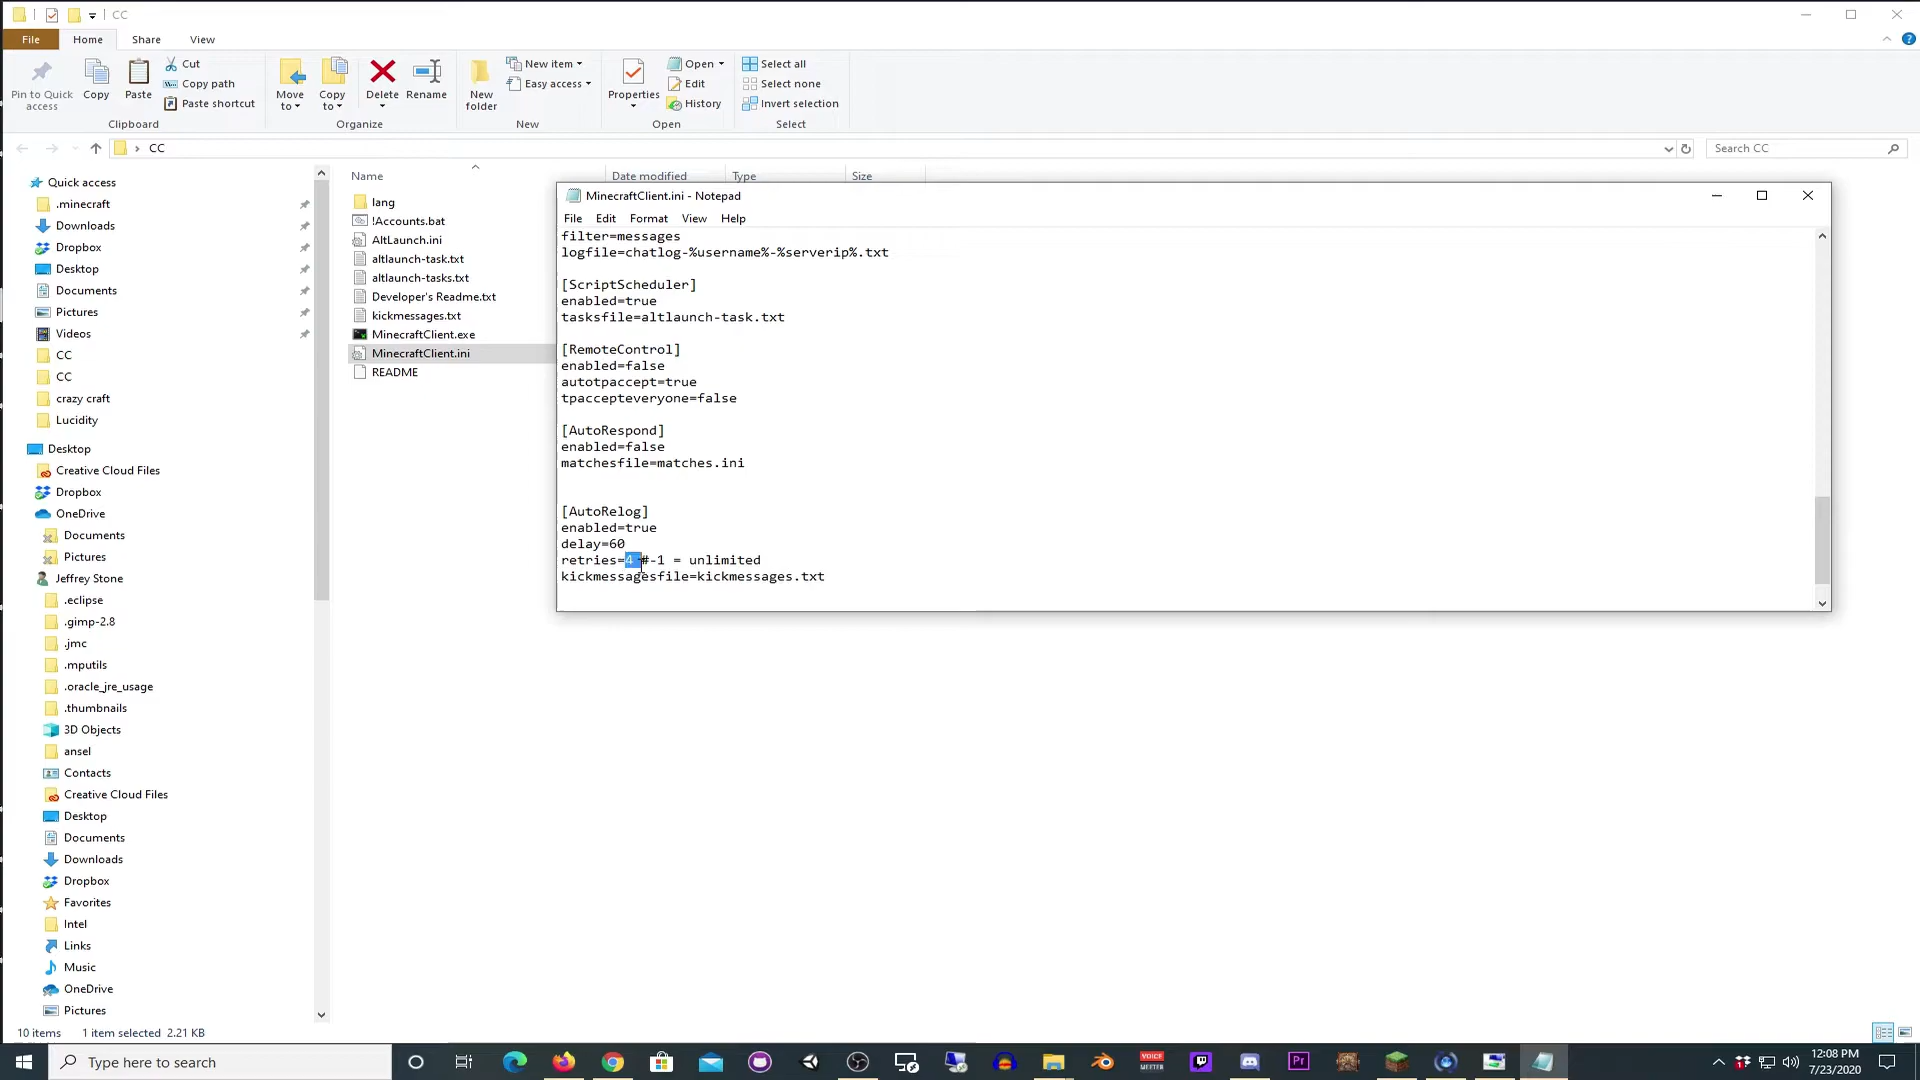 CC
File
Home
Share
View
Pin to Quick access
Copy
Paste
Cut
Copy path
Paste shortcut
Clipboard
Move to
Copy to
Delete
Rename
Organize
New folder
New item
Easy access
New
Properties
Open
Edit
History
Open
Select all
Select none
Invert selection
Select
CC
Search CC
Quick access
.minecraft
Downloads
Dropbox
Desktop
Documents
Pictures
Videos
CC
CC
crazy craft
Lucidity
Desktop
Creative Cloud Files
Dropbox
OneDrive
Documents
Pictures
Jeffrey Stone
.eclipse
.gimp-2.8
.jmc
.mputils
.oracle_jre_usage
.thumbnails
3D Objects
ansel
Contacts
Creative Cloud Files
Desktop
Documents
Downloads
Dropbox
Favorites
Intel
Links
Music
OneDrive
Pictures
Name
Date modified
Type
Size
lang
!Accounts.bat
AltLaunch.ini
altlaunch-task.txt
altlaunch-tasks.txt
Developer's Readme.txt
kickmessages.txt
MinecraftClient.exe
MinecraftClient.ini
README
MinecraftClient.ini - Notepad
File
Edit
Format
View
Help
filter=messages
logfile=chatlog-%username%-%serverip%.txt
[ScriptScheduler]
enabled=true
tasksfile=altlaunch-task.txt
[RemoteControl]
enabled=false
autotpaccept=true
tpaccepteveryone=false
[AutoRespond]
enabled=false
matchesfile=matches.ini
[AutoRelog]
enabled=true
delay=60
retries=4 #-1 = unlimited
kickmessagesfile=kickmessages.txt
10 items
1 item selected 2.21 KB
Type here to search
VOICE MEETER
Pr
12:08 PM
7/23/2020